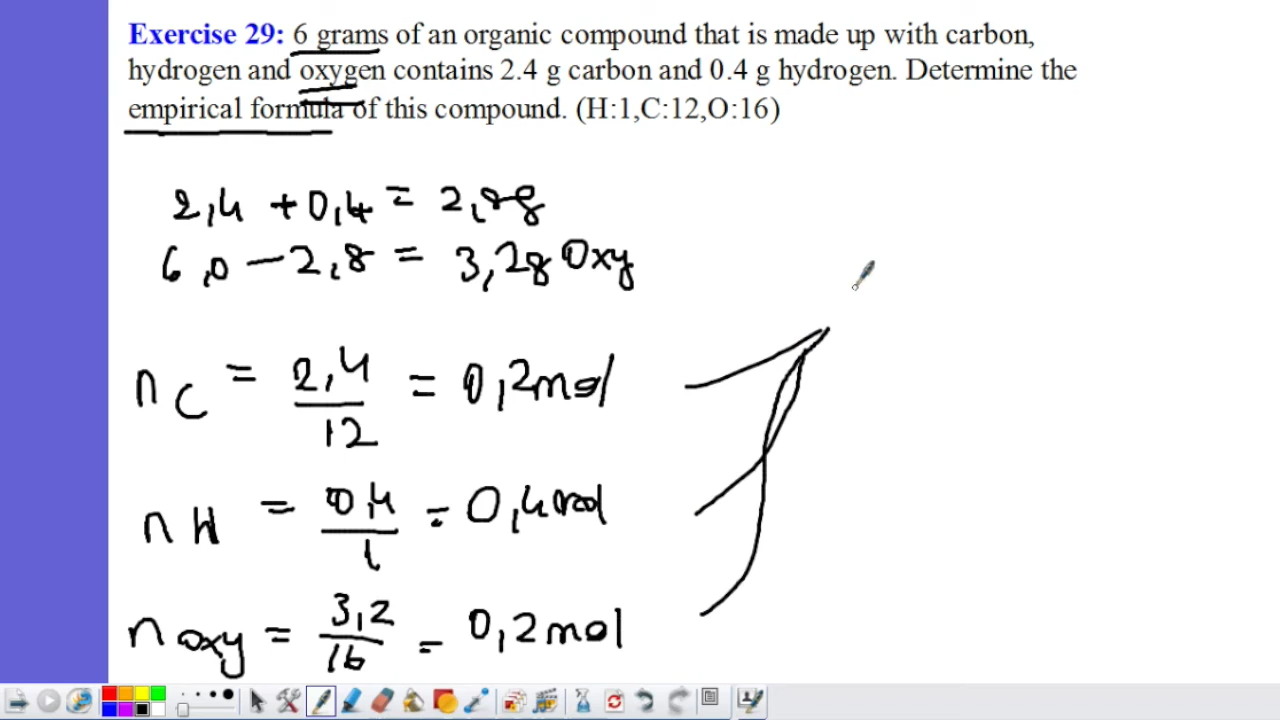 Exercise 29: 6 grams of an organic compound that is made up with carbon,
hydrogen and oxygen contains 2.4 g carbon and 0.4 g hydrogen. Determine the
empirical formula of this compound. (H:1,C:12,O:16)
2,4 + 0,4 = 2,8g
6,0 - 2,8 = 3,2g Oxy
nC = 2,4/12 = 0,2mol
nH = 0,4/1 = 0,4mol
noxy = 3,2/16 = 0,2mol